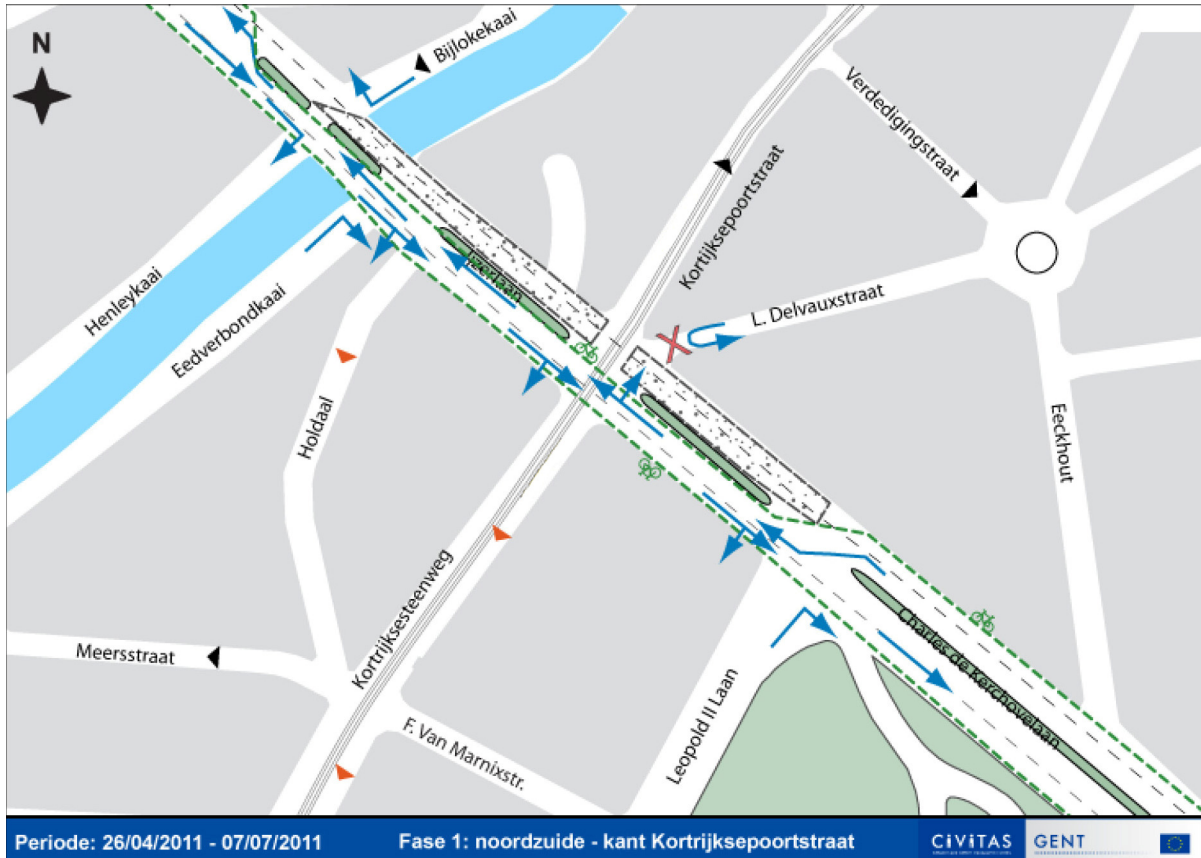 N
Bijlokekaai
Verdedigingstraat
Kortijksepoortstraat
Ijzerlaan
L. Delvauxstraat
Henleykaai
Eedverbondkaai
Holdaal
Eeckhout
Kortrijksesteenweg
Meersstraat
F. Van Marnixstr.
Leopold II Laan
Charles de Kerchovelaan
Periode: 26/04/2011 - 07/07/2011
Fase 1: noordzuide - kant Kortrijksepoortstraat
CiViTAS
GENT